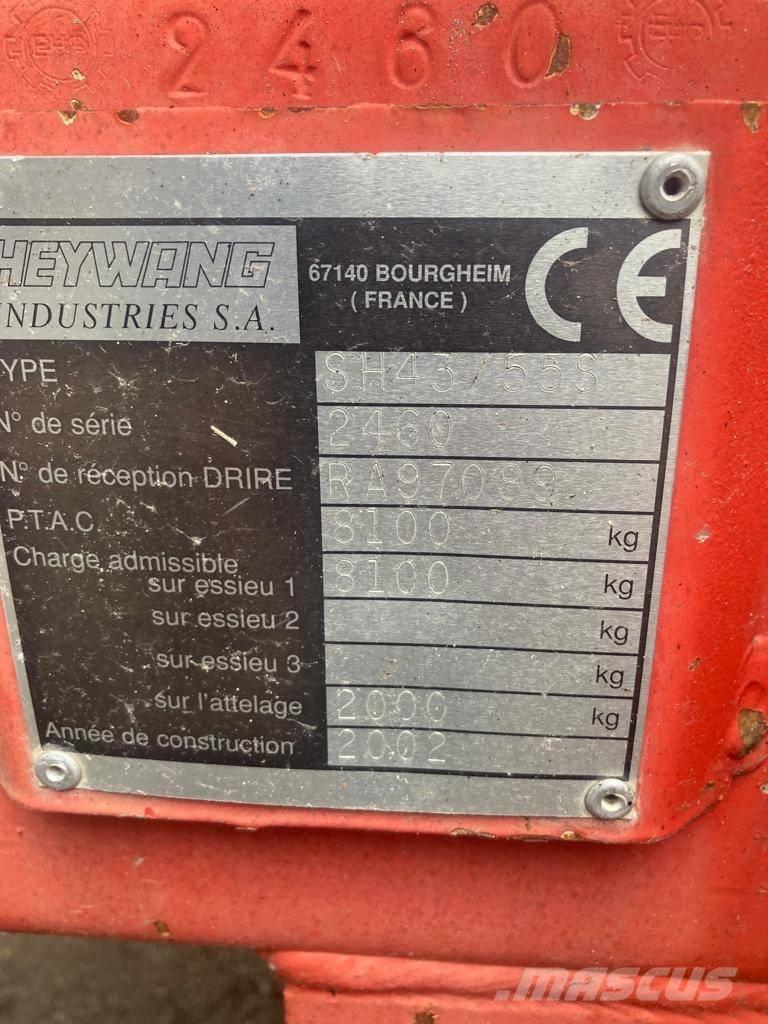 2460
HEYWANG
INDUSTRIES S.A.
67140 BOURGHEIM
( FRANCE )
CE
TYPE SH43/55S
N° de série 2460
N° de réception DRIRE RA97089
P.T.A.C. 8100 kg
Charge admissible
sur essieu 1 8100 kg
sur essieu 2 kg
sur essieu 3 kg
sur l'attelage 2000 kg
Année de construction 2002
MASCUS